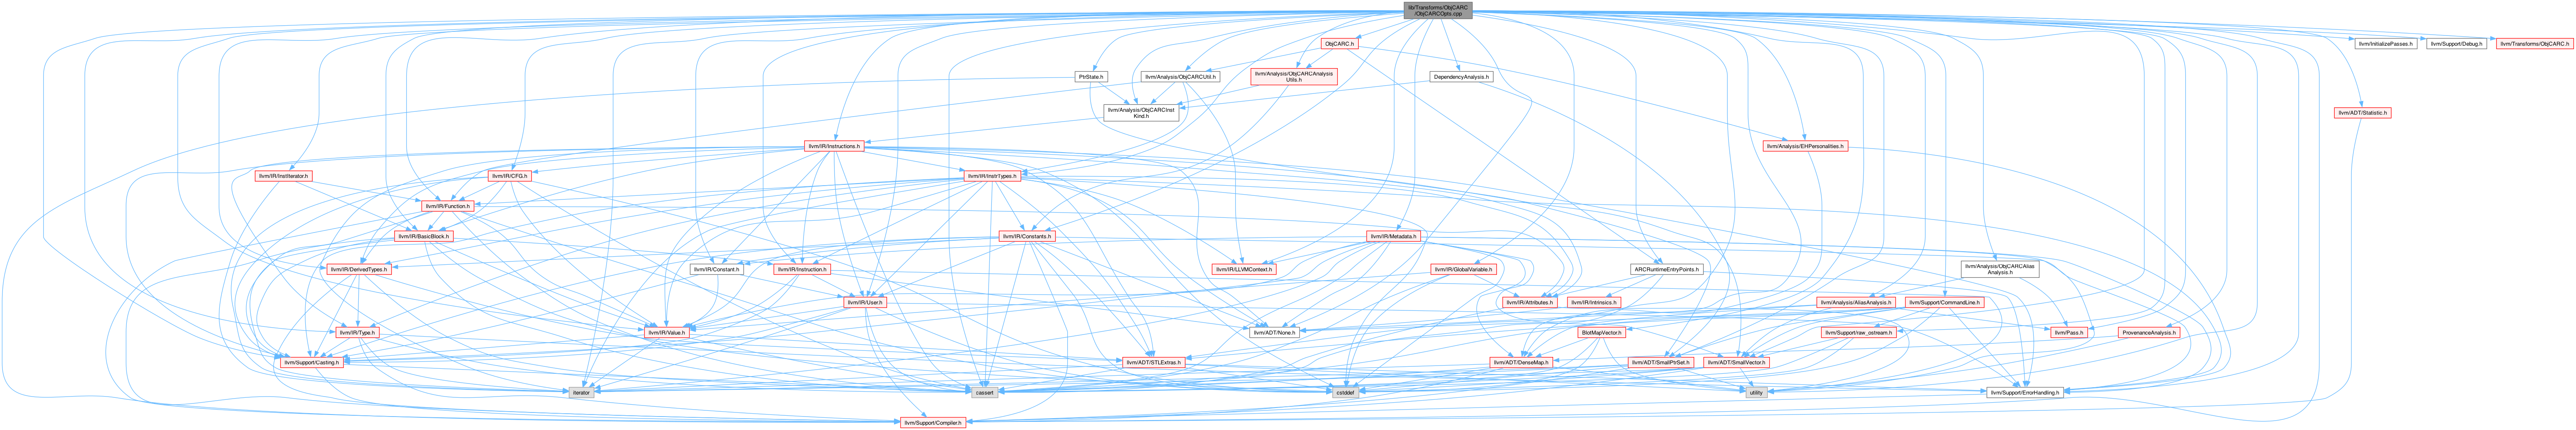 lib/Transforms/ObjCARC
/ObjCARCOpts.cpp
ObjCARC.h
llvm/InitializePasses.h
llvm/Support/Debug.h
llvm/Transforms/ObjCARC.h
PtrState.h
llvm/Analysis/ObjCARCUtil.h
llvm/Analysis/ObjCARCAnalysis
Utils.h
DependencyAnalysis.h
llvm/Analysis/ObjCARCInst
Kind.h
llvm/ADT/Statistic.h
llvm/IR/Instructions.h
llvm/Analysis/EHPersonalities.h
llvm/IR/InstIterator.h
llvm/IR/CFG.h
llvm/IR/InstrTypes.h
llvm/IR/Function.h
llvm/IR/BasicBlock.h
llvm/IR/Constants.h
llvm/IR/Metadata.h
llvm/IR/DerivedTypes.h
llvm/IR/Constant.h
llvm/IR/Instruction.h
llvm/IR/LLVMContext.h
llvm/IR/GlobalVariable.h
ARCRuntimeEntryPoints.h
llvm/Analysis/ObjCARCAlias
Analysis.h
llvm/IR/User.h
llvm/IR/Attributes.h
llvm/IR/Intrinsics.h
llvm/Analysis/AliasAnalysis.h
llvm/Support/CommandLine.h
llvm/IR/Type.h
llvm/IR/Value.h
llvm/ADT/None.h
BlotMapVector.h
llvm/Support/raw_ostream.h
llvm/Pass.h
ProvenanceAnalysis.h
llvm/Support/Casting.h
llvm/ADT/STLExtras.h
llvm/ADT/DenseMap.h
llvm/ADT/SmallPtrSet.h
llvm/ADT/SmallVector.h
iterator
cassert
cstddef
utility
llvm/Support/ErrorHandling.h
llvm/Support/Compiler.h